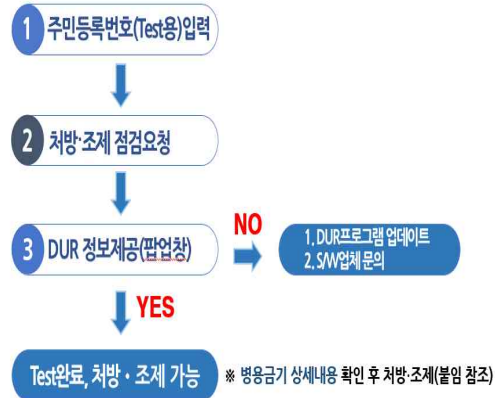 1 주민등록번호(Test용)입력
2 처방·조제 점검요청
3 DUR 정보제공(팝업창)
NO
1. DUR프로그램 업데이트
2. S/W업체 문의
YES
Test완료, 처방·조제 가능
※ 병용금기 상세내용 확인 후 처방·조제(붙임 참조)